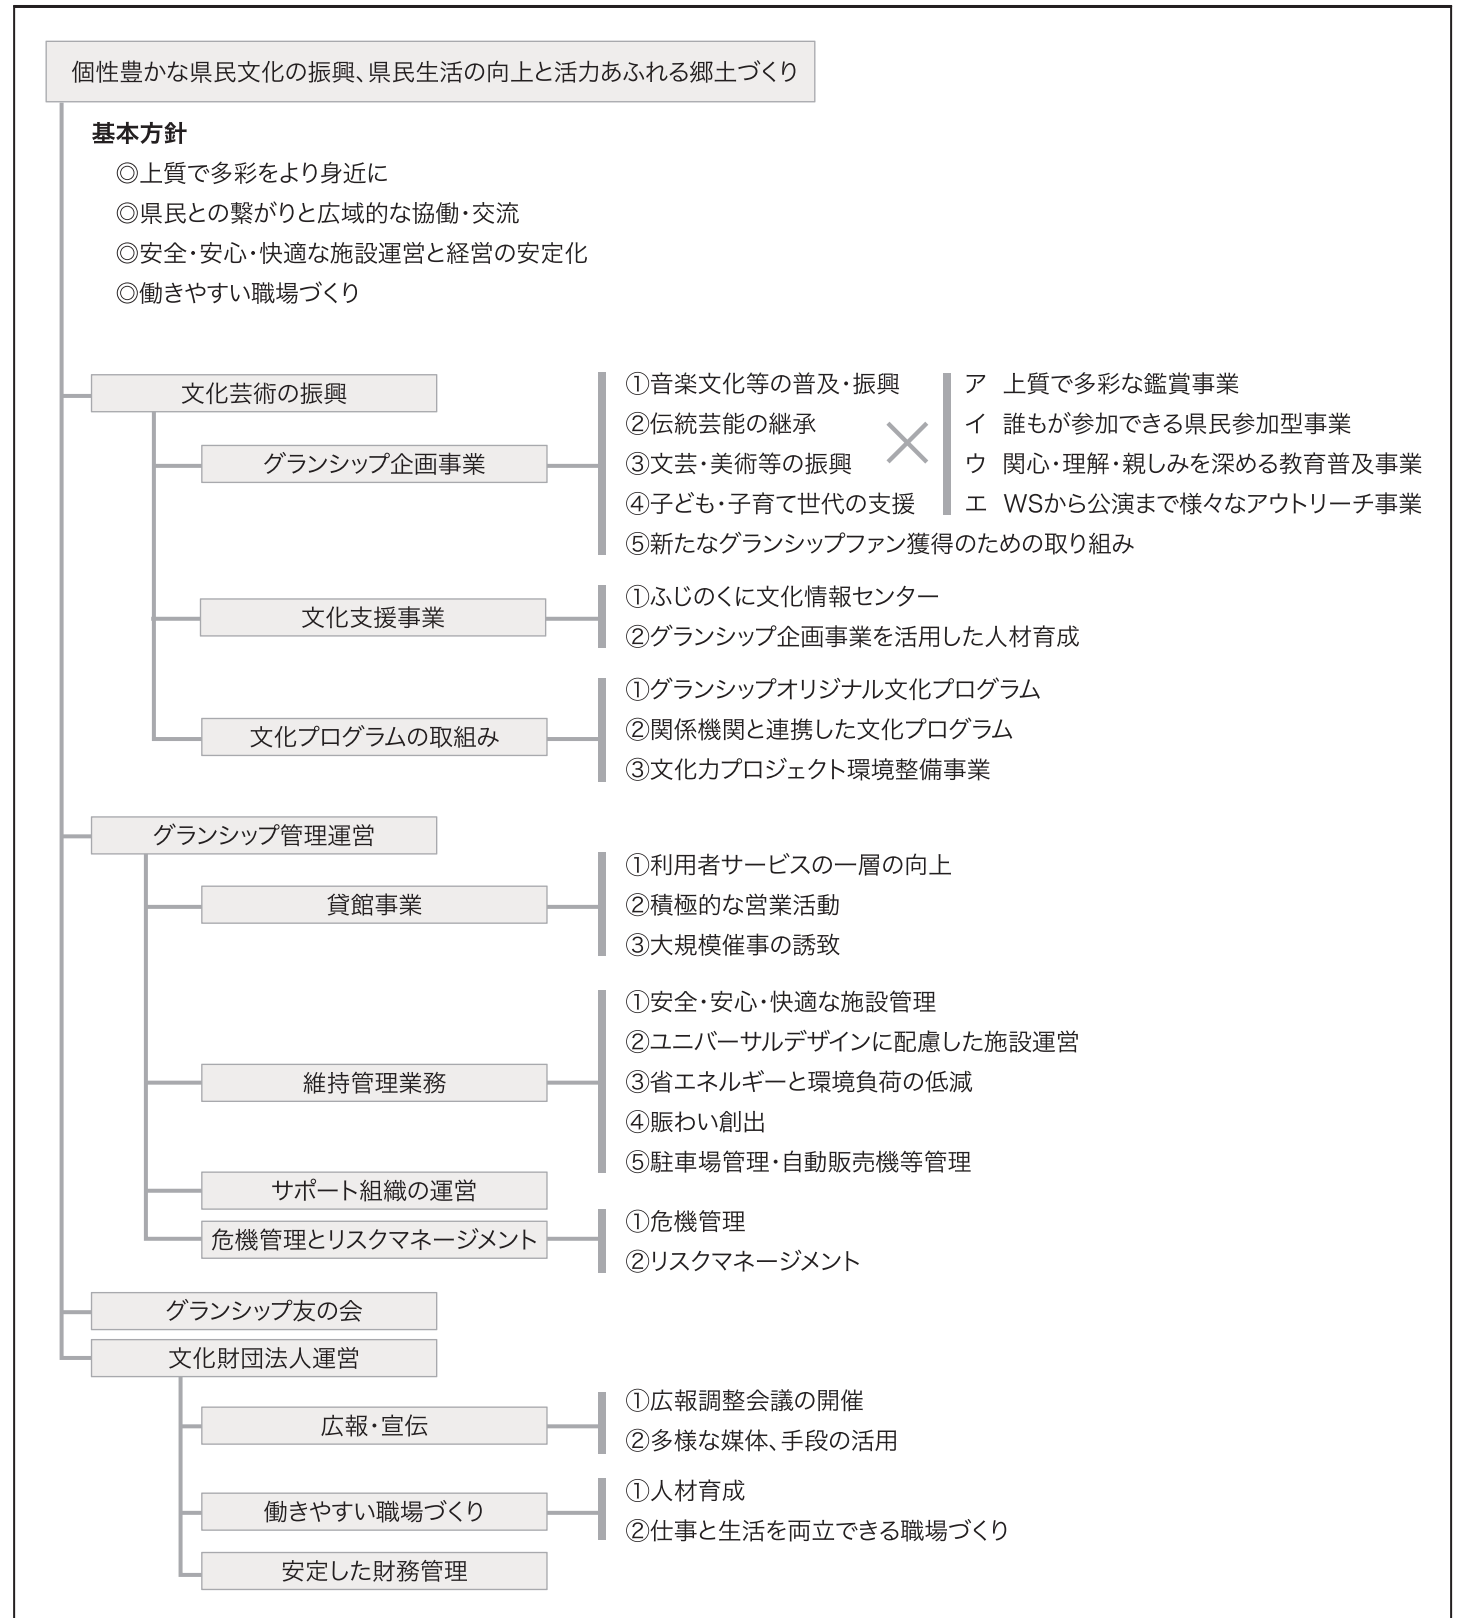 個性豊かな県民文化の振興、県民生活の向上と活力あふれる郷土づくり
基本方針
◎上質で多彩をより身近に
◎県民との繋がりと広域的な協働・交流
◎安全・安心・快適な施設運営と経営の安定化
◎働きやすい職場づくり
文化芸術の振興
グランシップ企画事業
①音楽文化等の普及・振興
②伝統芸能の継承
③文芸・美術等の振興
④子ども・子育て世代の支援
×
ア 上質で多彩な鑑賞事業
イ 誰もが参加できる県民参加型事業
ウ 関心・理解・親しみを深める教育普及事業
エ WSから公演まで様々なアウトリーチ事業
⑤新たなグランシップファン獲得のための取り組み
文化支援事業
①ふじのくに文化情報センター
②グランシップ企画事業を活用した人材育成
文化プログラムの取組み
①グランシップオリジナル文化プログラム
②関係機関と連携した文化プログラム
③文化力プロジェクト環境整備事業
グランシップ管理運営
貸館事業
①利用者サービスの一層の向上
②積極的な営業活動
③大規模催事の誘致
維持管理業務
①安全・安心・快適な施設管理
②ユニバーサルデザインに配慮した施設運営
③省エネルギーと環境負荷の低減
④賑わい創出
⑤駐車場管理・自動販売機等管理
サポート組織の運営
危機管理とリスクマネージメント
①危機管理
②リスクマネージメント
グランシップ友の会
文化財団法人運営
広報・宣伝
①広報調整会議の開催
②多様な媒体、手段の活用
働きやすい職場づくり
①人材育成
②仕事と生活を両立できる職場づくり
安定した財務管理